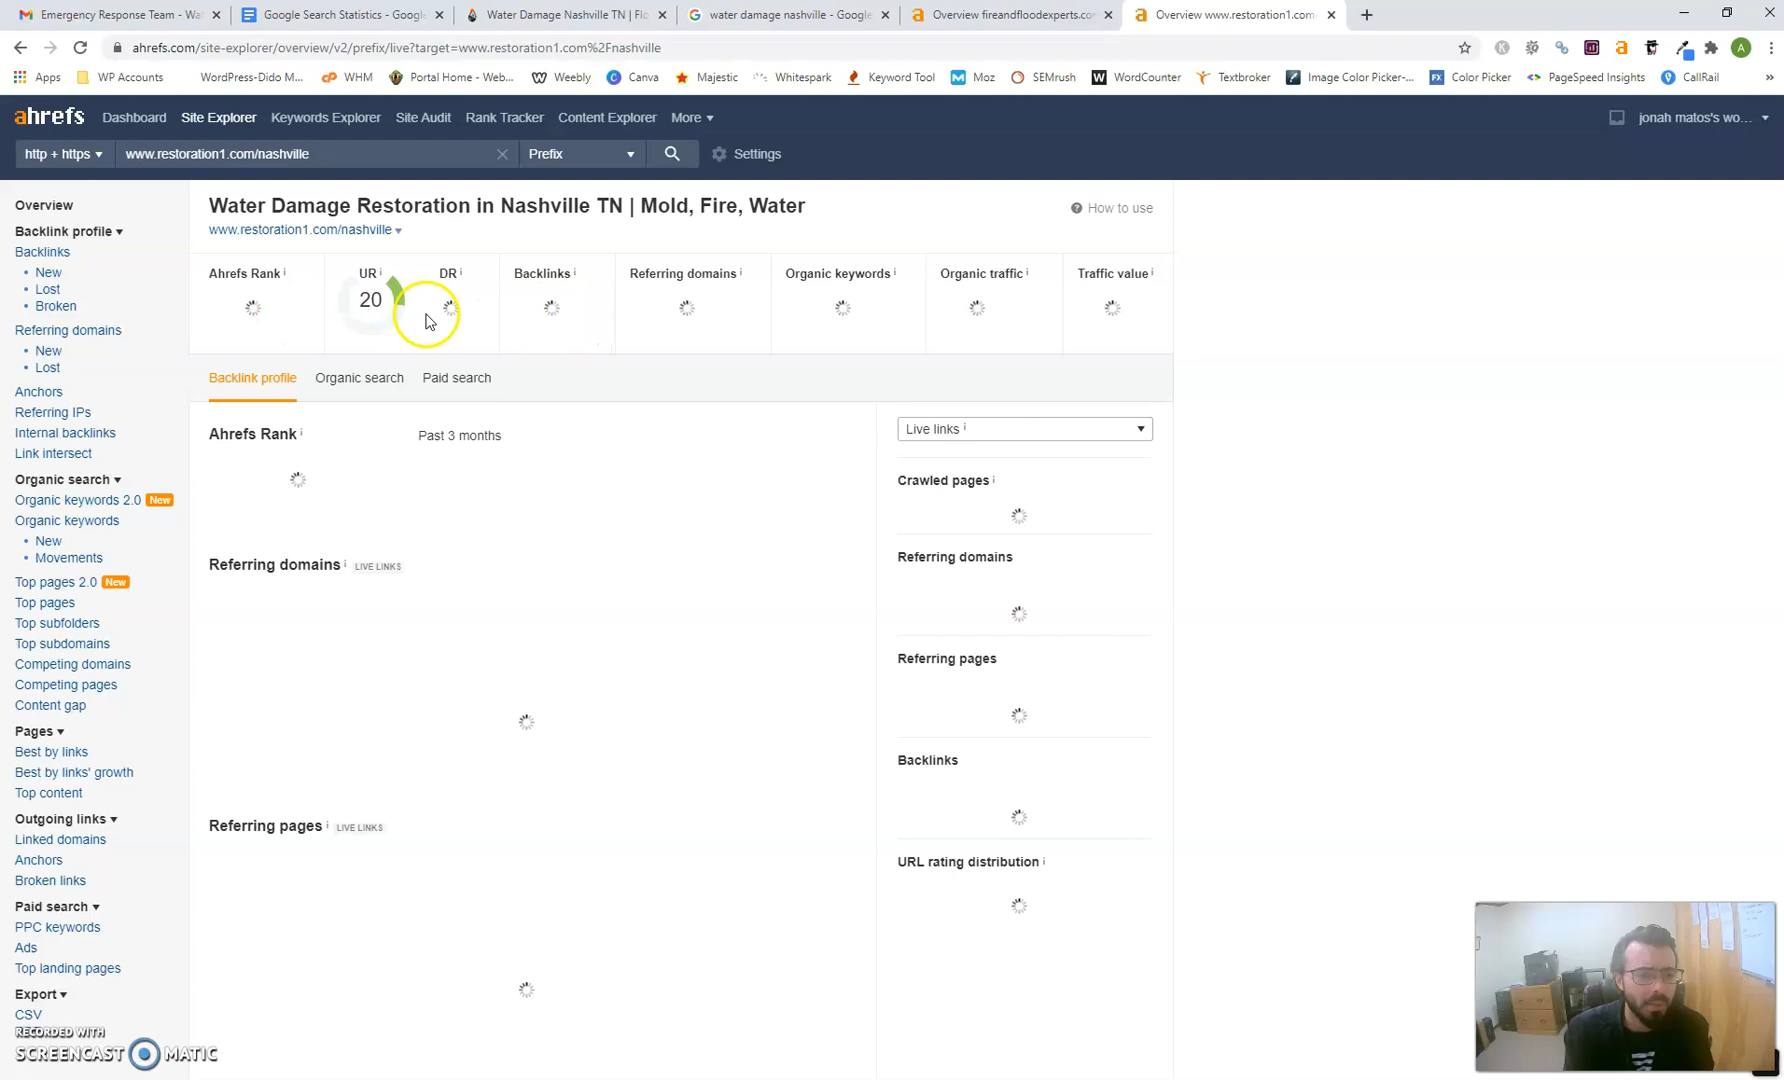 Emergency Response Team - Wat
Google Search Statistics - Google
Water Damage Nashville TN | Flo
water damage nashville - Google
Overview fireandfloodexperts.co
Overview www.restoration1.com
ahrefs.com/site-explorer/overview/v2/prefix/live?target=www.restoration1.com%2Fnashville
A
Apps
WP Accounts
WordPress-Dido M...
WHM
Portal Home - Web...
Weebly
Canva
Majestic
Whitespark
Keyword Tool
Moz
SEMrush
WordCounter
Textbroker
Image Color Picker-...
Color Picker
PageSpeed Insights
CallRail
ahrefs
Dashboard
Site Explorer
Keywords Explorer
Site Audit
Rank Tracker
Content Explorer
More
jonah matos's wo...
http + https
www.restoration1.com/nashville
Prefix
Settings
Overview
Backlink profile
Backlinks
New
Lost
Broken
Referring domains
New
Lost
Anchors
Referring IPs
Internal backlinks
Link intersect
Organic search
Organic keywords 2.0 New
Organic keywords
New
Movements
Top pages 2.0 New
Top pages
Top subfolders
Top subdomains
Competing domains
Competing pages
Content gap
Pages
Best by links
Best by links' growth
Top content
Outgoing links
Linked domains
Anchors
Broken links
Paid search
PPC keywords
Ads
Top landing pages
Export
CSV
Water Damage Restoration in Nashville TN | Mold, Fire, Water
How to use
www.restoration1.com/nashville
Ahrefs Rank
UR
20
DR
Backlinks
Referring domains
Organic keywords
Organic traffic
Traffic value
Backlink profile
Organic search
Paid search
Ahrefs Rank
Past 3 months
Referring domains LIVE LINKS
Referring pages LIVE LINKS
Live links
Crawled pages
Referring domains
Referring pages
Backlinks
URL rating distribution
RECORDED WITH
SCREENCAST MATIC